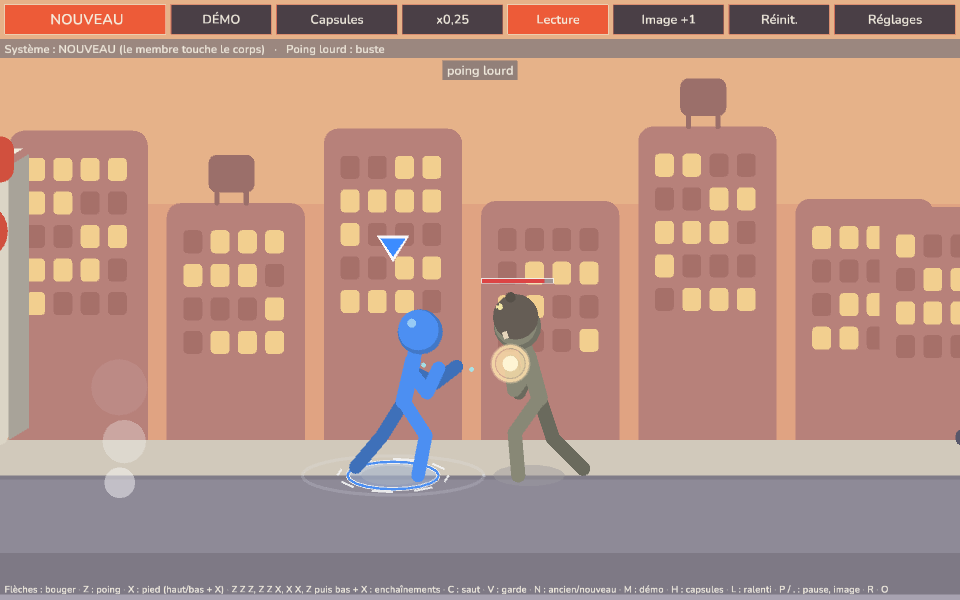 NOUVEAU
DÉMO
Capsules
x0,25
Lecture
Image +1
Réinit.
Réglages
Système : NOUVEAU (le membre touche le corps) · Poing lourd : buste
poing lourd
Flèches : bouger · Z : poing · X : pied (haut/bas + X) · Z Z Z, Z Z X, X X, Z puis bas + X : enchaînements · C : saut · V : garde · N : ancien/nouveau · M : démo · H : capsules · L : ralenti · P / . : pause, image · R · O